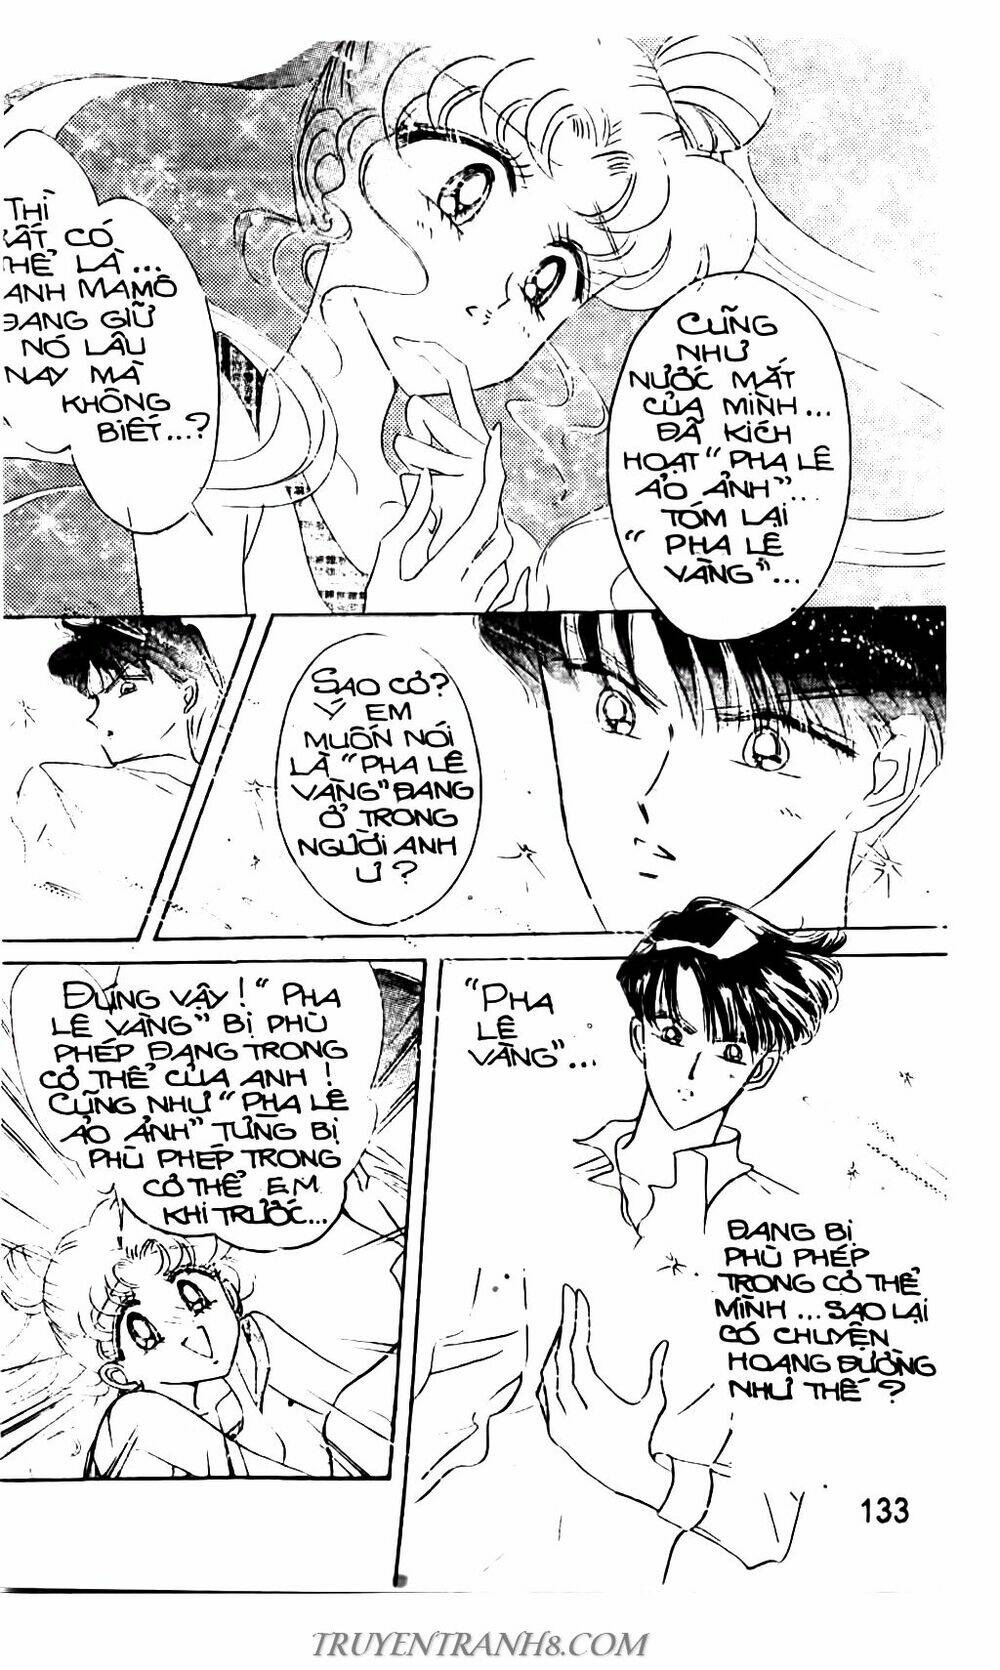 CŨNG
NHƯ
NƯỚC MẮT
CỦA MÌNH...
ĐÃ KÍCH
HOẠT "PHA LÊ
ẢO ẢNH"...
TÓM LẠI
"PHA LÊ
VÀNG"...
THÌ
CÓ
LÀ...
ANH MAMÔ
ĐANG GIỮ
NÓ LÂU
NAY MÀ
KHÔNG
BIẾT...?
SAO CƠ?
Ý EM
MUỐN NÓI
LÀ "PHA LÊ
VÀNG" ĐANG
Ở TRONG
NGƯỜI ANH
Ư?
"PHA
LÊ
VÀNG"...
ĐANG BỊ
PHÙ PHÉP
TRONG CƠ THỂ
MÌNH... SAO LẠI
CÓ CHUYỆN
HOANG ĐƯỜNG
NHƯ THẾ?
ĐÚNG VẬY! "PHA
LÊ VÀNG" BỊ PHÙ
PHÉP ĐANG TRONG
CƠ THỂ CỦA ANH!
CŨNG NHƯ "PHA LÊ
ẢO ẢNH" TỪNG BỊ
PHÙ PHÉP TRONG
CƠ THỂ EM
KHI TRƯỚC...
133
TRUYENTRANH8.COM